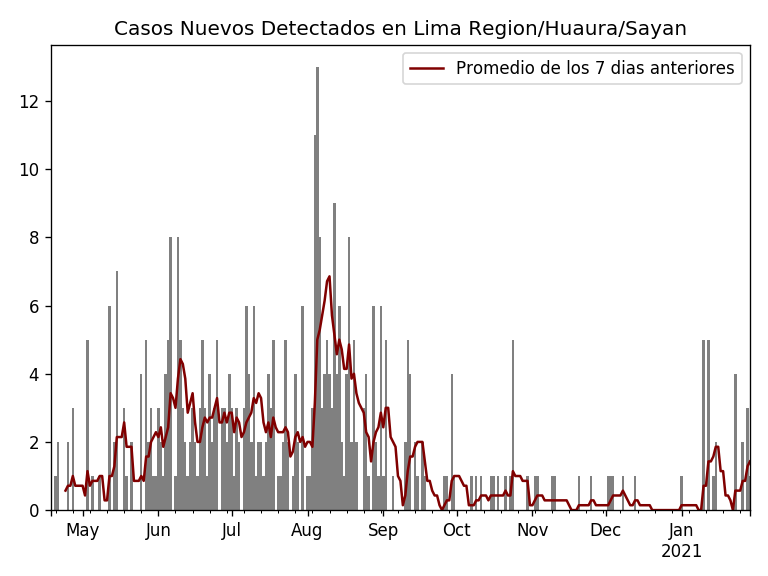 Casos Nuevos Detectados en Lima Region/Huaura/Sayan
Promedio de los 7 dias anteriores
12
10
8
6
4
2
0
May Jun Jul Aug Sep Oct Nov Dec Jan
2021